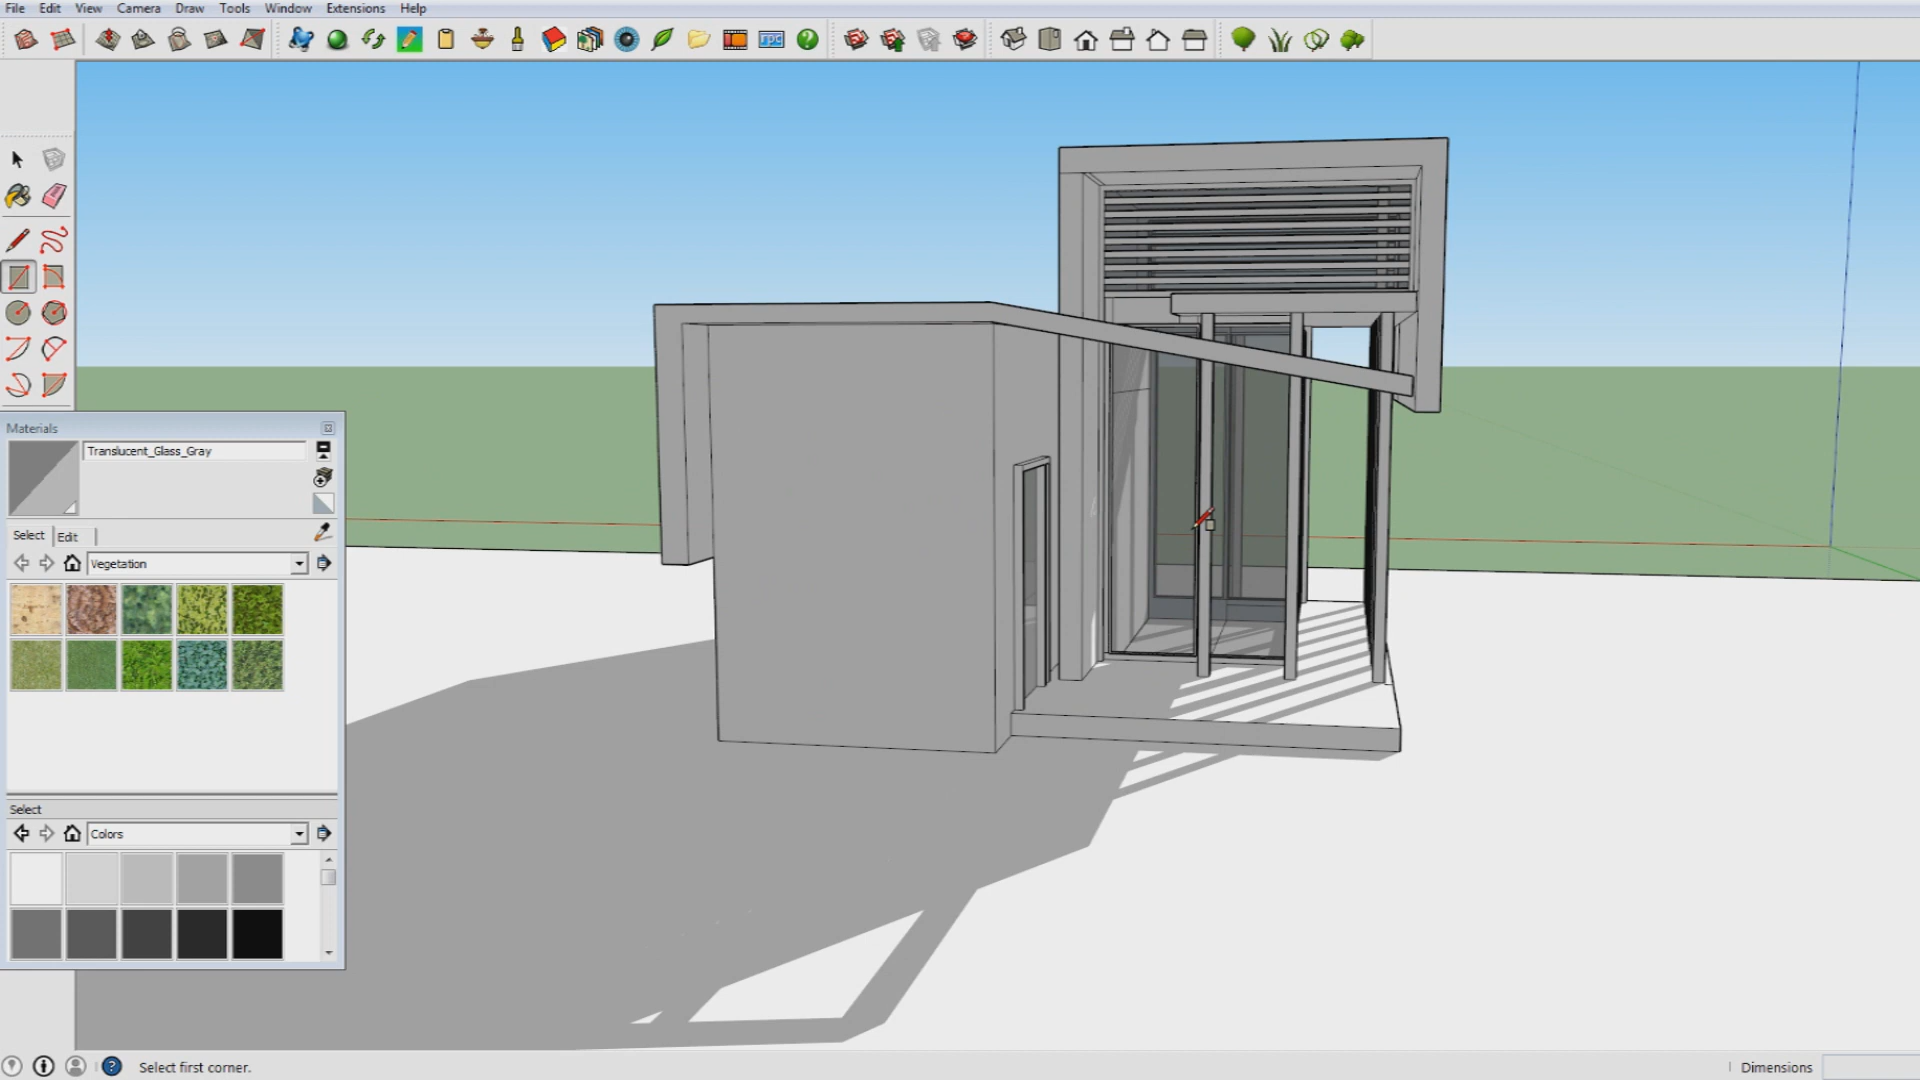 File Edit View Camera Draw Tools Window Extensions Help
Materials
Translucent_Glass_Gray
Select Edit
Vegetation
Select
Colors
Select first corner.
Dimensions